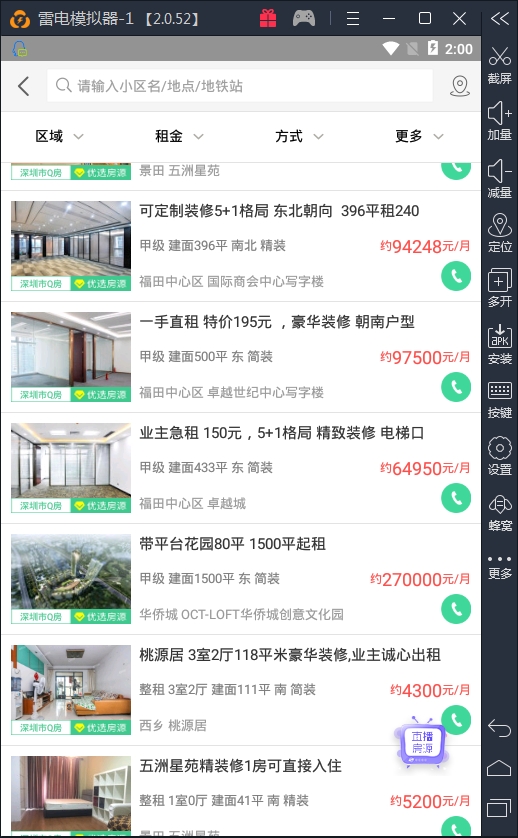 雷电模拟器-1 【2.0.52】
2:00
请输入小区名/地点/地铁站
区域 租金 方式 更多
深圳市Q房 优选房源
景田 五洲星苑
可定制装修5+1格局 东北朝向 396平租240
甲级 建面396平 南北 精装
约94248元/月
福田中心区 国际商会中心写字楼
深圳市Q房 优选房源
一手直租 特价195元 ，豪华装修 朝南户型
甲级 建面500平 东 简装
约97500元/月
福田中心区 卓越世纪中心写字楼
深圳市Q房 优选房源
业主急租 150元，5+1格局 精致装修 电梯口
甲级 建面433平 东 简装
约64950元/月
福田中心区 卓越城
深圳市Q房 优选房源
带平台花园80平 1500平起租
甲级 建面1500平 东 简装
约270000元/月
华侨城 OCT-LOFT华侨城创意文化园
深圳市Q房 优选房源
桃源居 3室2厅118平米豪华装修,业主诚心出租
整租 3室2厅 建面111平 南 简装
约4300元/月
西乡 桃源居
深圳市Q房 优选房源
直播
房源
五洲星苑精装修1房可直接入住
整租 1室0厅 建面41平 南 精装
约5200元/月
景田 五洲星苑
深圳市Q房 优选房源
截屏
加量
减量
定位
多开
APK
安装
按键
设置
蜂窝
更多